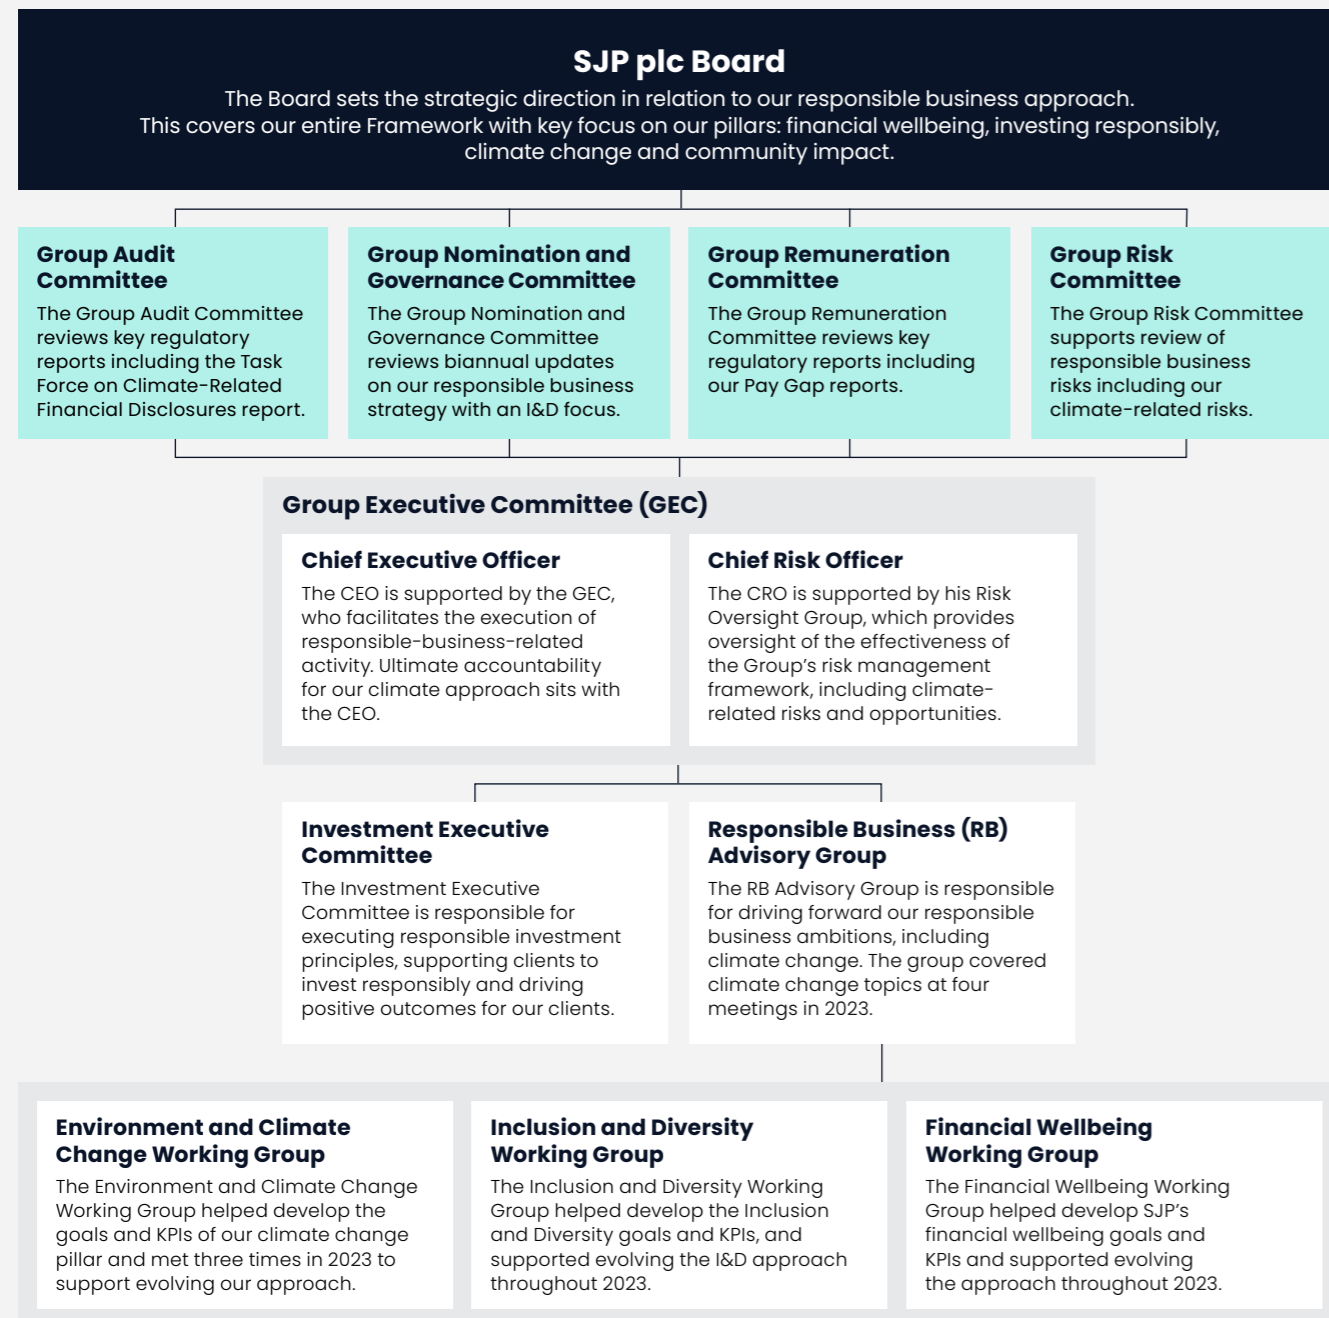 SJP plc Board
The Board sets the strategic direction in relation to our responsible business approach.
This covers our entire Framework with key focus on our pillars: financial wellbeing, investing responsibly,
climate change and community impact.
Group Audit
Committee
The Group Audit Committee
reviews key regulatory
reports including the Task
Force on Climate-Related
Financial Disclosures report.
Group Nomination and
Governance Committee
The Group Nomination and
Governance Committee
reviews biannual updates
on our responsible business
strategy with an I&D focus.
Group Remuneration
Committee
The Group Remuneration
Committee reviews key
regulatory reports including
our Pay Gap reports.
Group Risk
Committee
The Group Risk Committee
supports review of
responsible business
risks including our
climate-related risks.
Group Executive Committee (GEC)
Chief Executive Officer
The CEO is supported by the GEC,
who facilitates the execution of
responsible-business-related
activity. Ultimate accountability
for our climate approach sits with
the CEO.
Chief Risk Officer
The CRO is supported by his Risk
Oversight Group, which provides
oversight of the effectiveness of
the Group's risk management
framework, including climate-
related risks and opportunities.
Investment Executive
Committee
The Investment Executive
Committee is responsible for
executing responsible investment
principles, supporting clients to
invest responsibly and driving
positive outcomes for our clients.
Responsible Business (RB)
Advisory Group
The RB Advisory Group is responsible
for driving forward our responsible
business ambitions, including
climate change. The group covered
climate change topics at four
meetings in 2023.
Environment and Climate
Change Working Group
The Environment and Climate Change
Working Group helped develop the
goals and KPIs of our climate change
pillar and met three times in 2023 to
support evolving our approach.
Inclusion and Diversity
Working Group
The Inclusion and Diversity Working
Group helped develop the Inclusion
and Diversity goals and KPIs, and
supported evolving the I&D approach
throughout 2023.
Financial Wellbeing
Working Group
The Financial Wellbeing Working
Group helped develop SJP's
financial wellbeing goals and
KPIs and supported evolving
the approach throughout 2023.